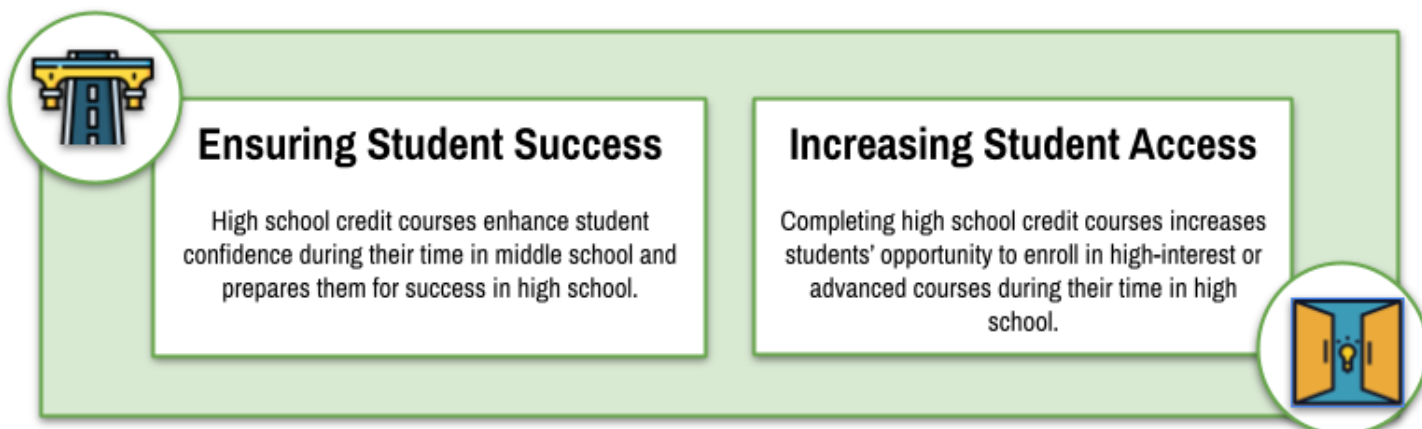 Ensuring Student Success
High school credit courses enhance student
confidence during their time in middle school and
prepares them for success in high school.
Increasing Student Access
Completing high school credit courses increases
students’ opportunity to enroll in high-interest or
advanced courses during their time in high
school.